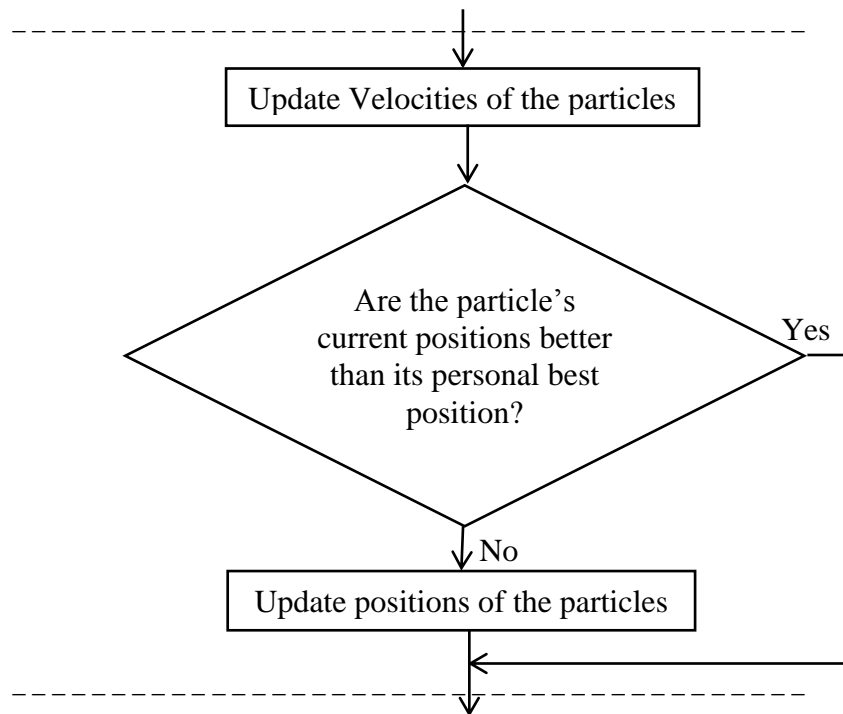 Update Velocities of the particles
Are the particle’s
current positions better
than its personal best
position?
Yes
No
Update positions of the particles